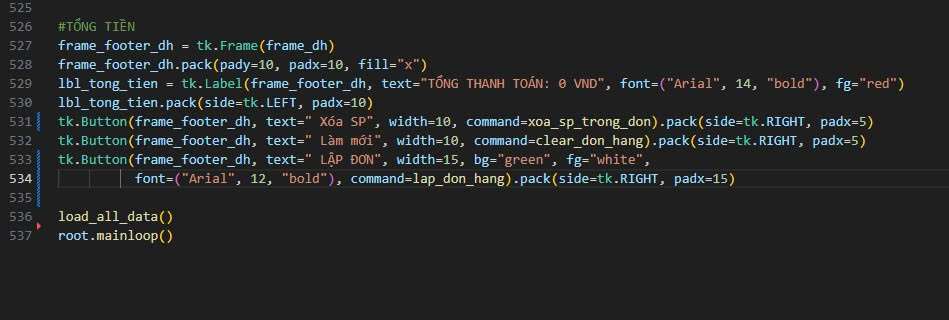 525
526 #TỔNG TIỀN
527 frame_footer_dh = tk.Frame(frame_dh)
528 frame_footer_dh.pack(pady=10, padx=10, fill="x")
529 lbl_tong_tien = tk.Label(frame_footer_dh, text="TỔNG THANH TOÁN: 0 VND", font=("Arial", 14, "bold"), fg="red")
530 lbl_tong_tien.pack(side=tk.LEFT, padx=10)
531 tk.Button(frame_footer_dh, text=" Xóa SP", width=10, command=xoa_sp_trong_don).pack(side=tk.RIGHT, padx=5)
532 tk.Button(frame_footer_dh, text=" Làm mới", width=10, command=clear_don_hang).pack(side=tk.RIGHT, padx=5)
533 tk.Button(frame_footer_dh, text=" LẬP ĐƠN", width=15, bg="green", fg="white",
534 font=("Arial", 12, "bold"), command=lap_don_hang).pack(side=tk.RIGHT, padx=15)
535
536 load_all_data()
537 root.mainloop()